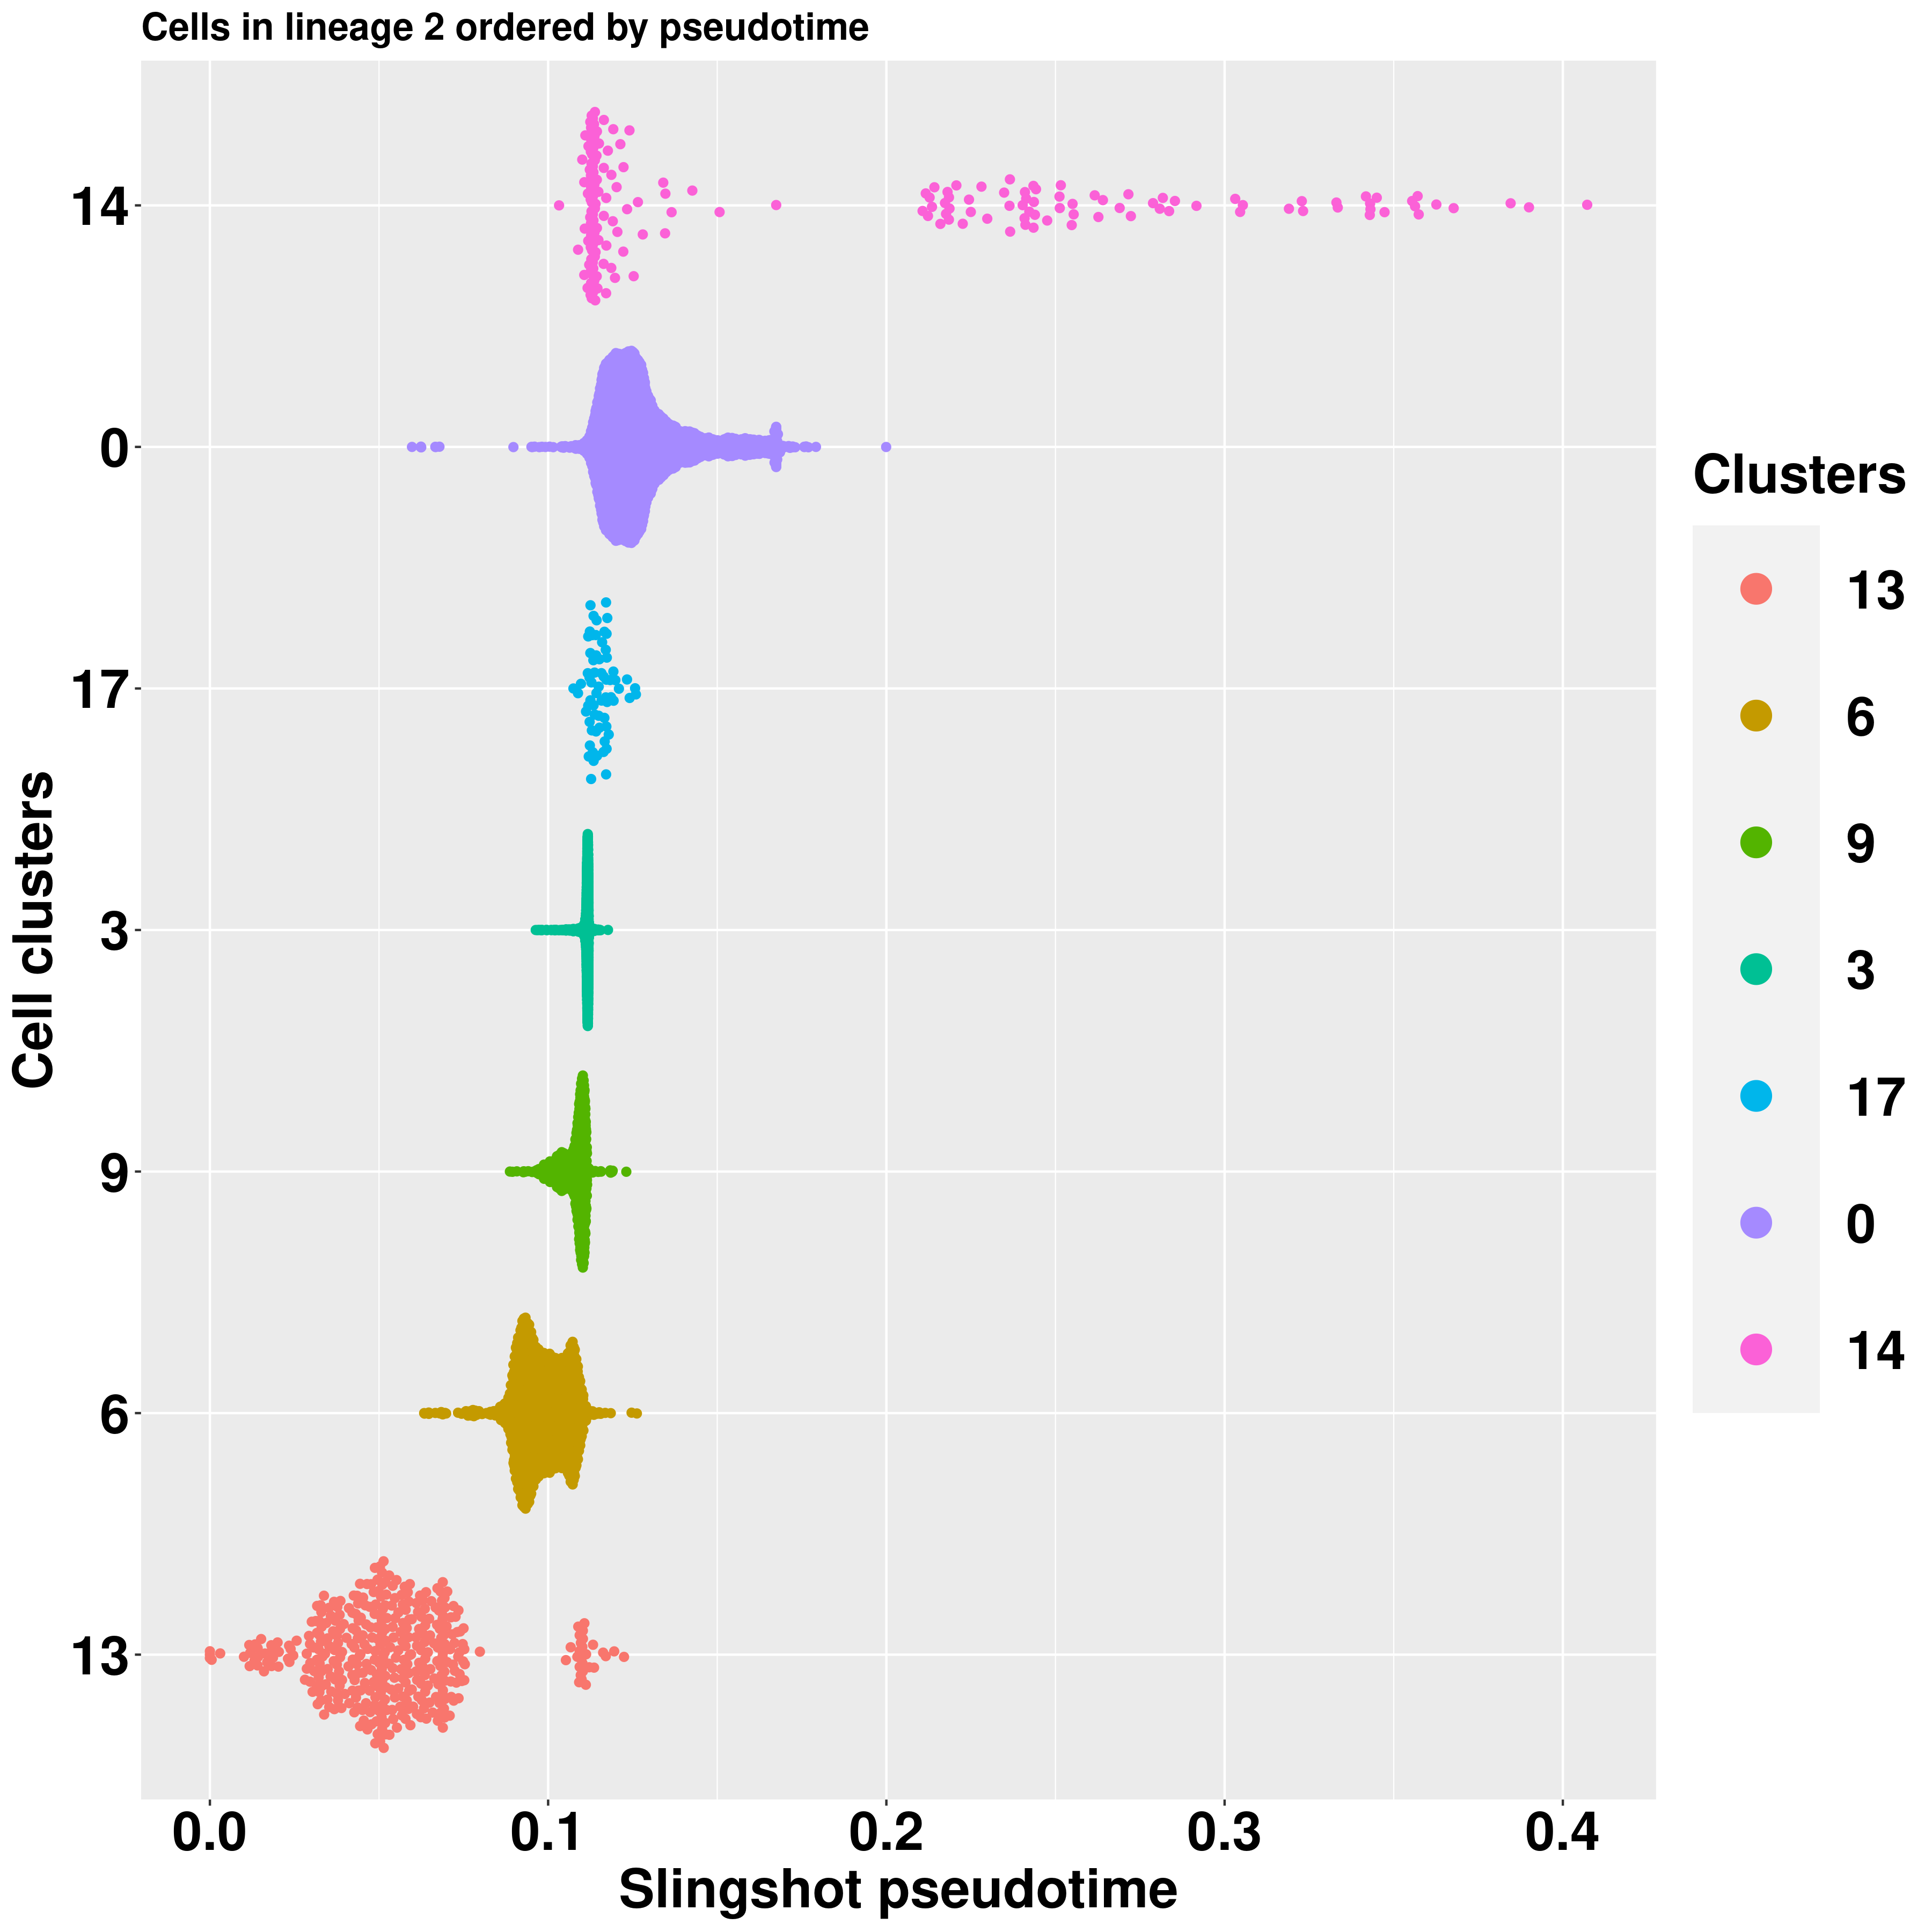 Cells in lineage 2 ordered by pseudotime
14
0
17
3
9
6
13
Cell clusters
0.0 0.1 0.2 0.3 0.4
Slingshot pseudotime
Clusters
13
6
9
3
17
0
14